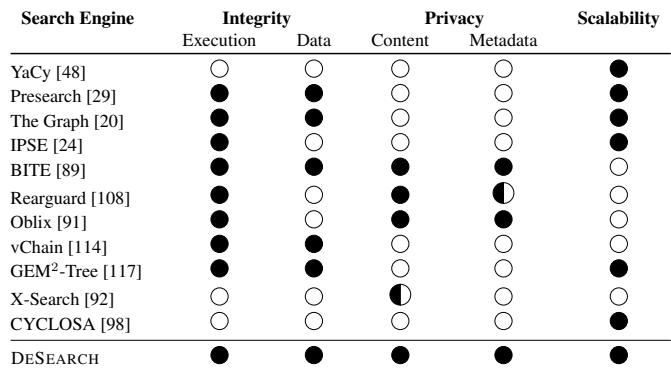 Search Engine Integrity Privacy Scalability
Execution Data Content Metadata
YaCy [48] ○ ○ ○ ○ ●
Presearch [29] ● ● ○ ○ ●
The Graph [20] ● ● ○ ○ ●
IPSE [24] ● ○ ○ ○ ●
BITE [89] ● ● ● ● ○
Rearguard [108] ● ○ ● ◐ ○
Oblix [91] ● ○ ● ● ○
vChain [114] ● ● ○ ○ ○
GEM²-Tree [117] ● ● ○ ○ ●
X-Search [92] ○ ○ ◐ ○ ○
CYCLOSA [98] ○ ○ ○ ○ ●
DESEARCH ● ● ● ● ●